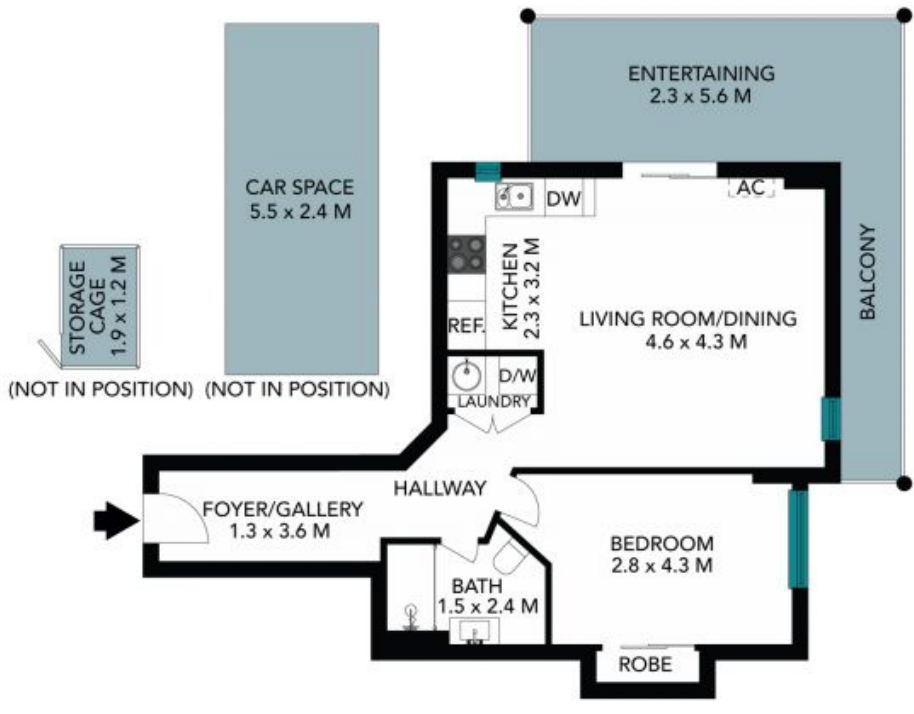 ENTERTAINING
2.3 x 5.6 M
CAR SPACE
5.5 x 2.4 M
(NOT IN POSITION)
STORAGE
CAGE
1.9 x 1.2 M
(NOT IN POSITION)
DW
AC
KITCHEN
2.3 x 3.2 M
REF.
LIVING ROOM/DINING
4.6 x 4.3 M
BALCONY
D/W
LAUNDRY
HALLWAY
FOYER/GALLERY
1.3 x 3.6 M
BEDROOM
2.8 x 4.3 M
BATH
1.5 x 2.4 M
ROBE